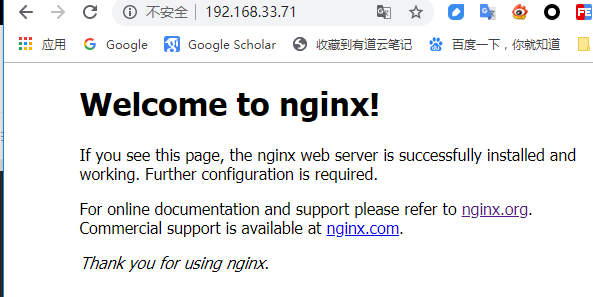 不安全 192.168.33.71
应用 Google Google Scholar 收藏到有道云笔记 百度一下，你就知道
Welcome to nginx!
If you see this page, the nginx web server is successfully installed and
working. Further configuration is required.
For online documentation and support please refer to nginx.org.
Commercial support is available at nginx.com.
Thank you for using nginx.